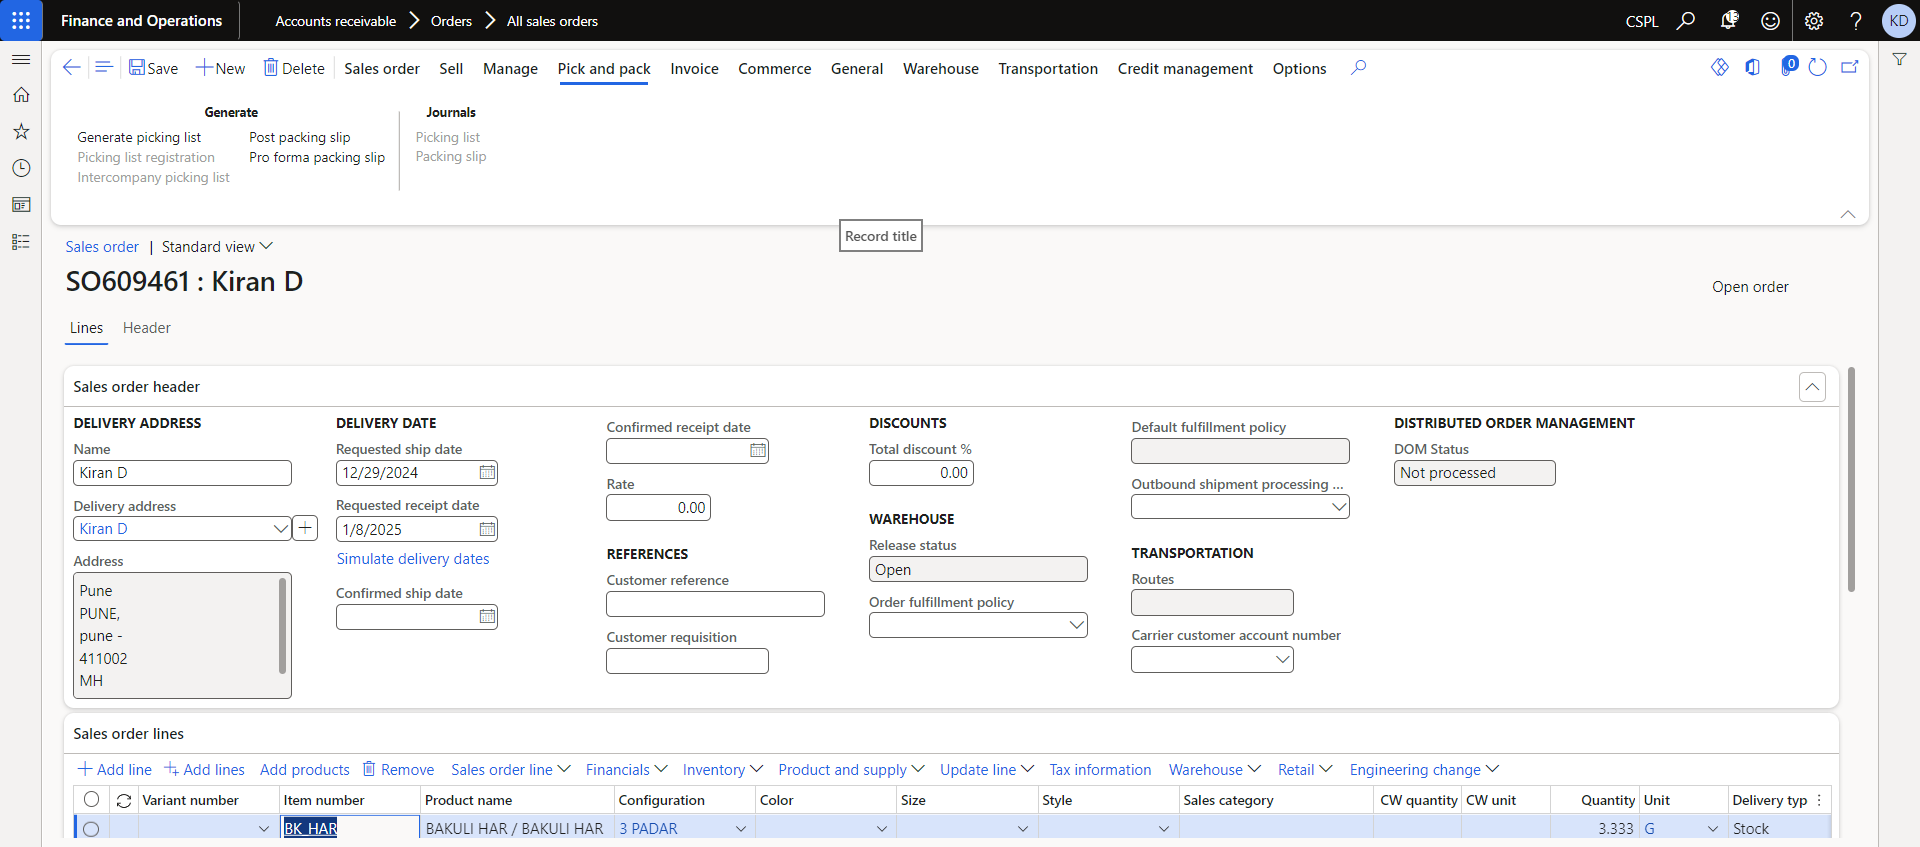 Finance and Operations
Accounts receivable
Orders
All sales orders
CSPL
13
KD
Save
New
Delete
Sales order
Sell
Manage
Pick and pack
Invoice
Commerce
General
Warehouse
Transportation
Credit management
Options
0
Generate
Generate picking list
Picking list registration
Intercompany picking list
Post packing slip
Pro forma packing slip
Journals
Picking list
Packing slip
Record title
Sales order | Standard view
SO609461 : Kiran D
Open order
Lines
Header
Sales order header
DELIVERY ADDRESS
Name
Kiran D
Delivery address
Kiran D
Address
Pune
PUNE,
pune -
411002
MH
DELIVERY DATE
Requested ship date
12/29/2024
Requested receipt date
1/8/2025
Simulate delivery dates
Confirmed ship date
Confirmed receipt date
Rate
0.00
REFERENCES
Customer reference
Customer requisition
DISCOUNTS
Total discount %
0.00
WAREHOUSE
Release status
Open
Order fulfillment policy
Default fulfillment policy
Outbound shipment processing ...
TRANSPORTATION
Routes
Carrier customer account number
DISTRIBUTED ORDER MANAGEMENT
DOM Status
Not processed
Sales order lines
Add line
Add lines
Add products
Remove
Sales order line
Financials
Inventory
Product and supply
Update line
Tax information
Warehouse
Retail
Engineering change
Variant number
Item number
Product name
Configuration
Color
Size
Style
Sales category
CW quantity
CW unit
Quantity
Unit
Delivery typ
BK_HAR
BAKULI HAR / BAKULI HAR
3 PADAR
3.333
G
Stock